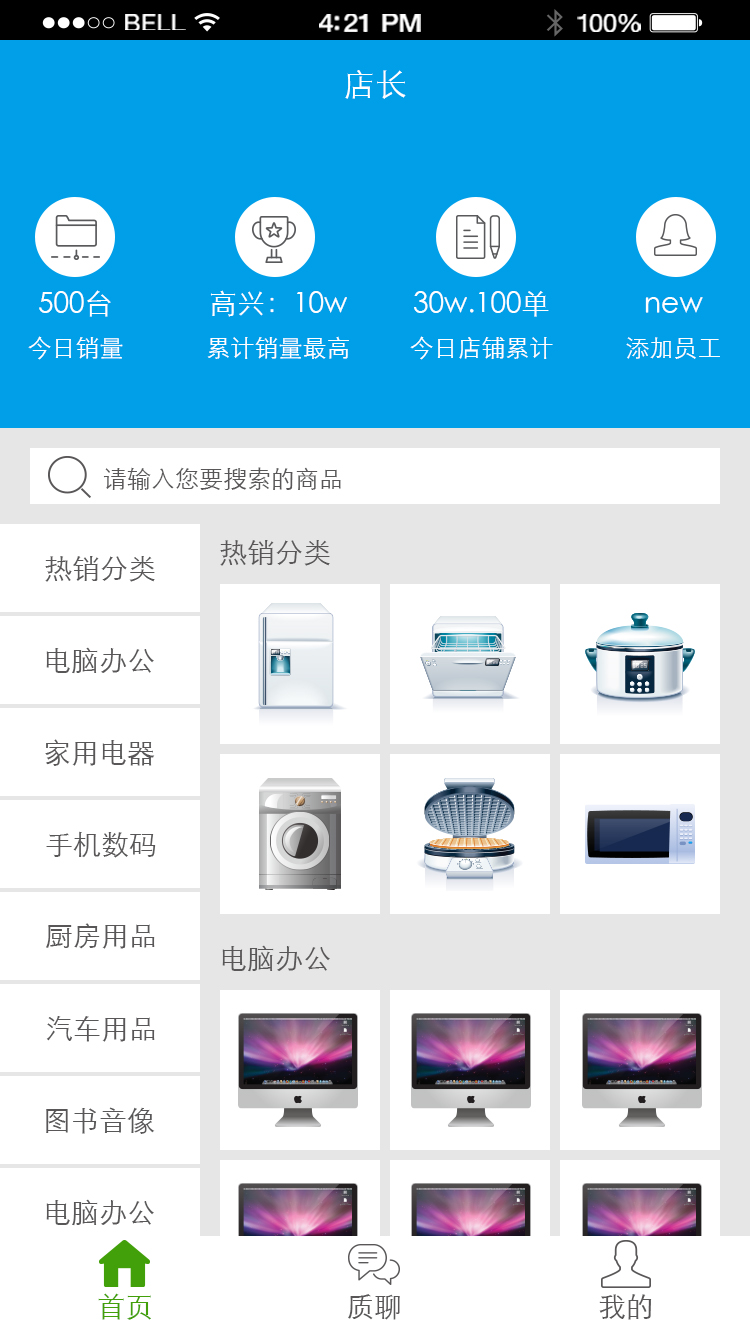 BELL 4:21 PM 100%
店长
500台 高兴：10w 30w.100单 new
今日销量 累计销量最高 今日店铺累计 添加员工
请输入您要搜索的商品
热销分类
热销分类
电脑办公
家用电器
手机数码
厨房用品
电脑办公
汽车用品
图书音像
电脑办公
首页 质聊 我的